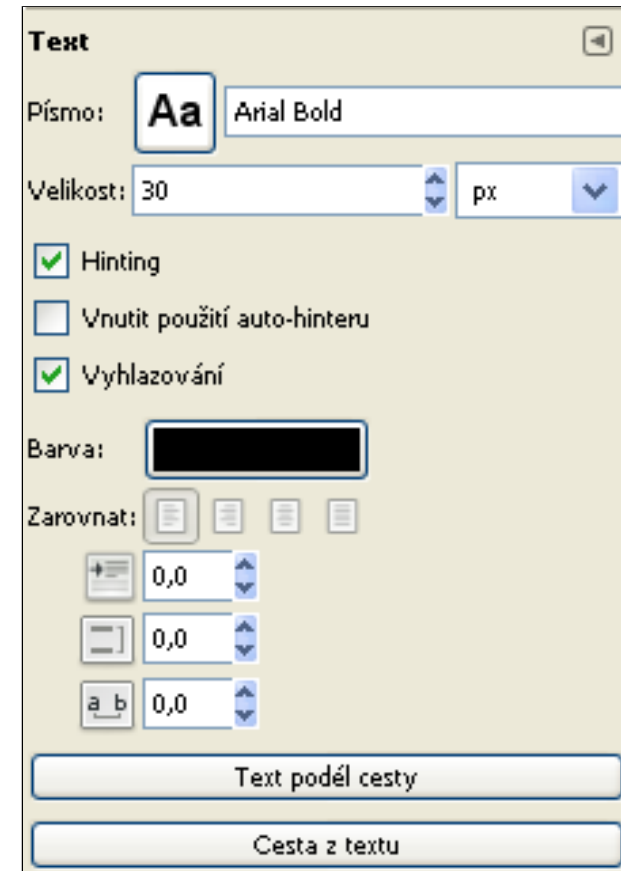 Text
Písmo: Aa Arial Bold
Velikost: 30 px
Hinting
Vnutit použití auto-hinteru
Vyhlazování
Barva:
Zarovnat:
0,0
0,0
a b 0,0
Text podél cesty
Cesta z textu